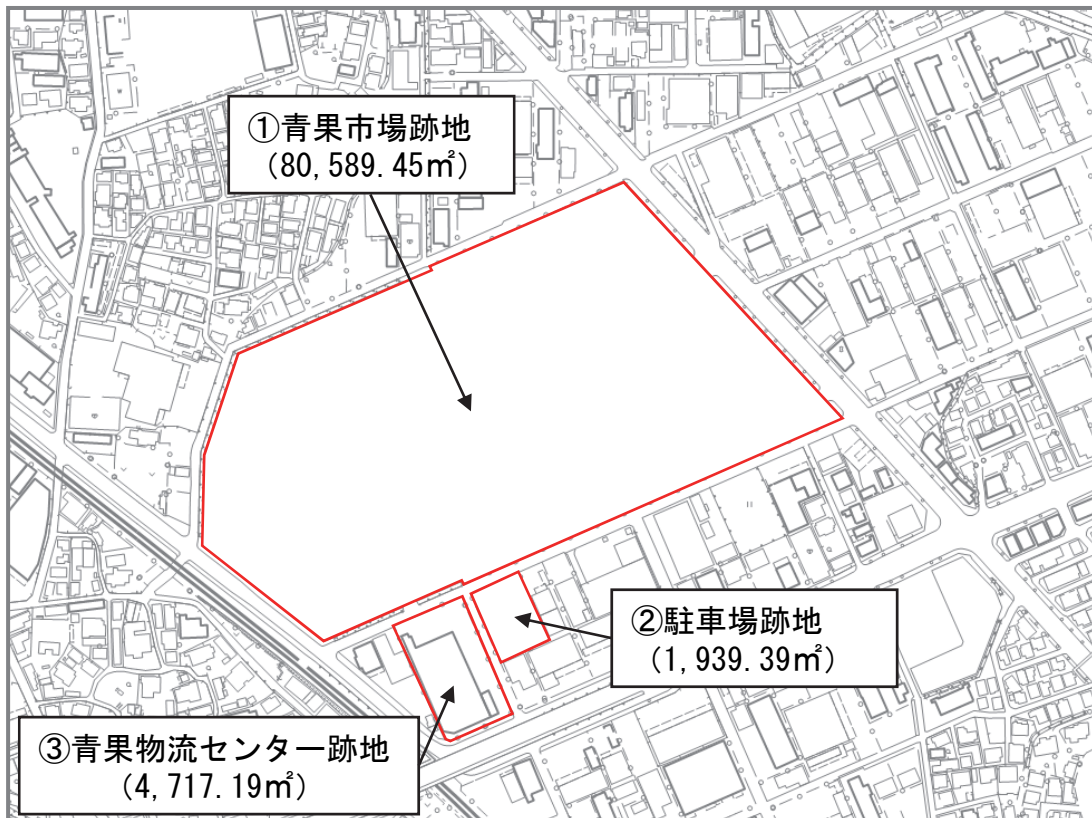 ①青果市場跡地
(80,589.45㎡)
②駐車場跡地
(1,939.39㎡)
③青果物流センター跡地
(4,717.19㎡)